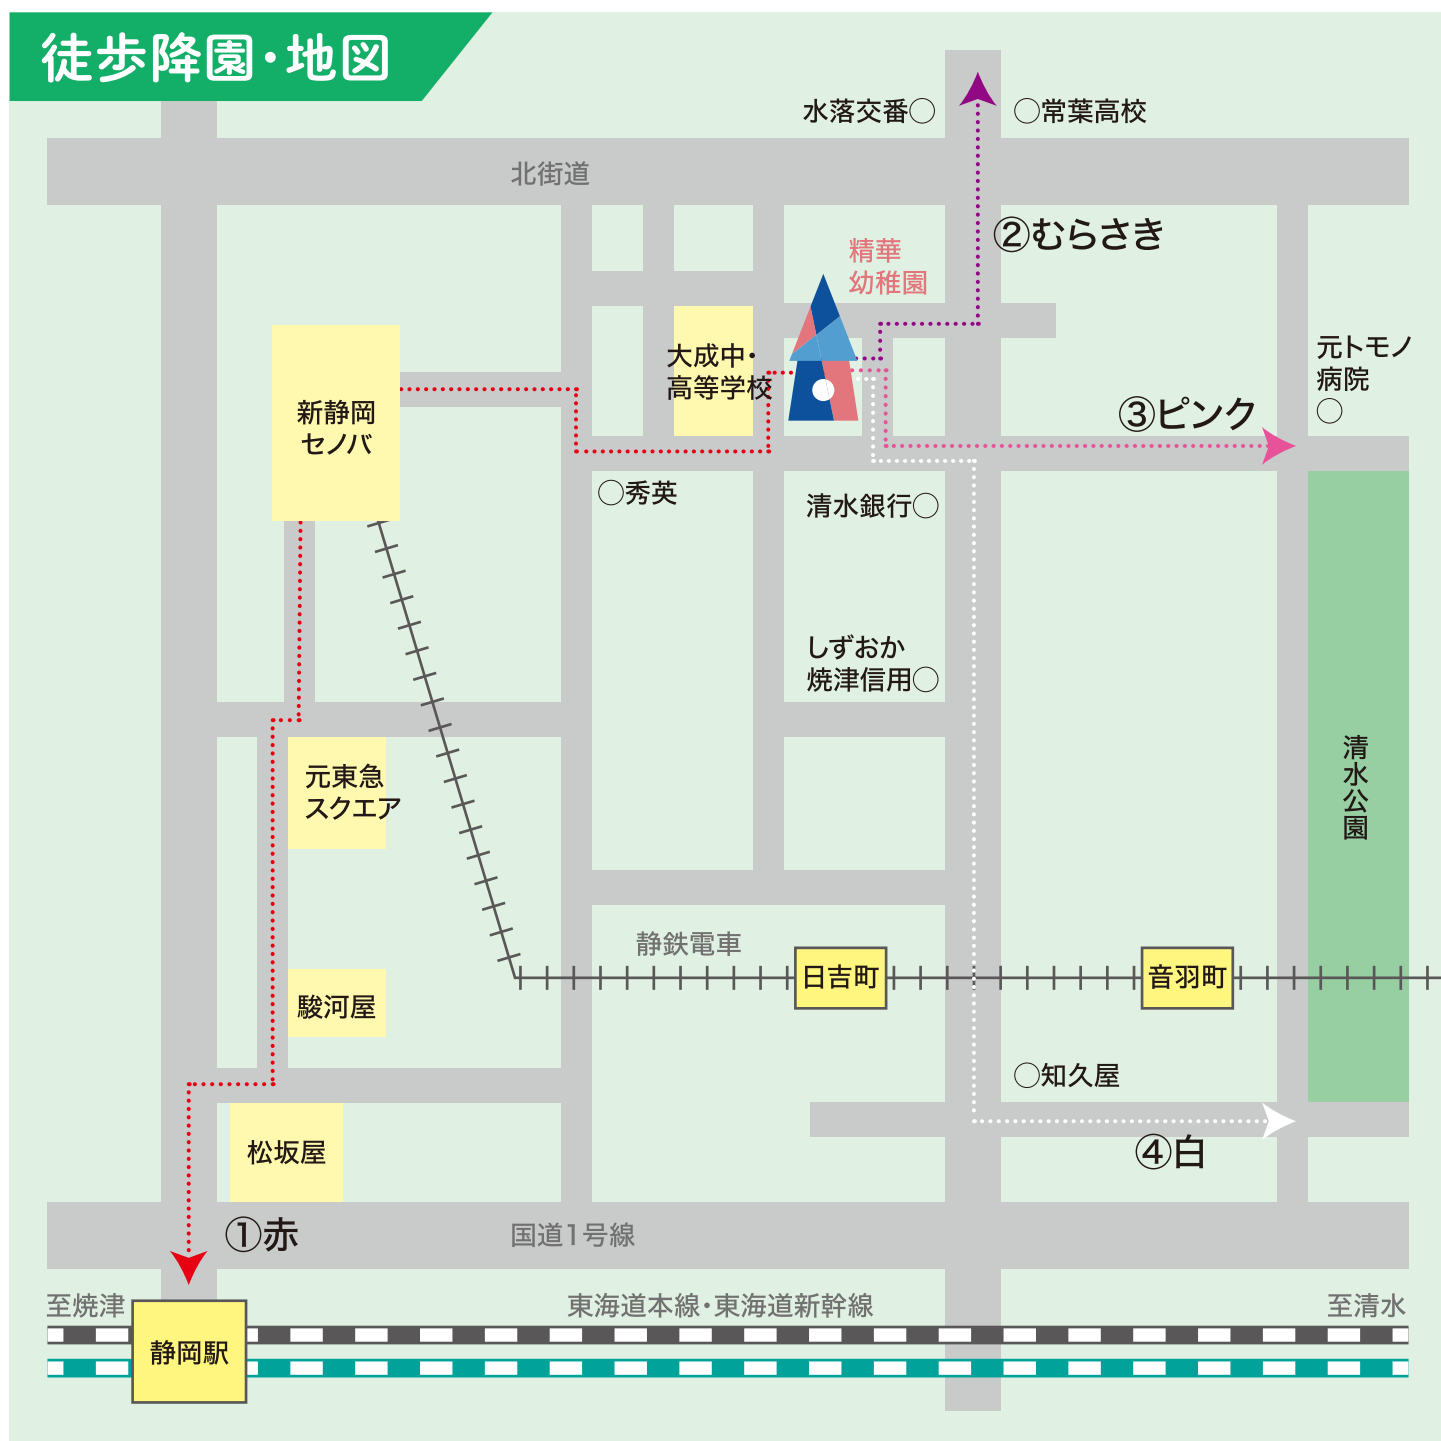 徒歩降園・地図
水落交番○
○常葉高校
北街道
②むらさき
精華
幼稚園
元トモノ
病院
○
大成中・
高等学校
新静岡
セノバ
③ピンク
○秀英
清水銀行○
しずおか
焼津信用○
元東急
スクエア
清水公園
静鉄電車
日吉町
音羽町
駿河屋
○知久屋
松坂屋
④白
①赤
国道1号線
至焼津
東海道本線・東海道新幹線
至清水
静岡駅